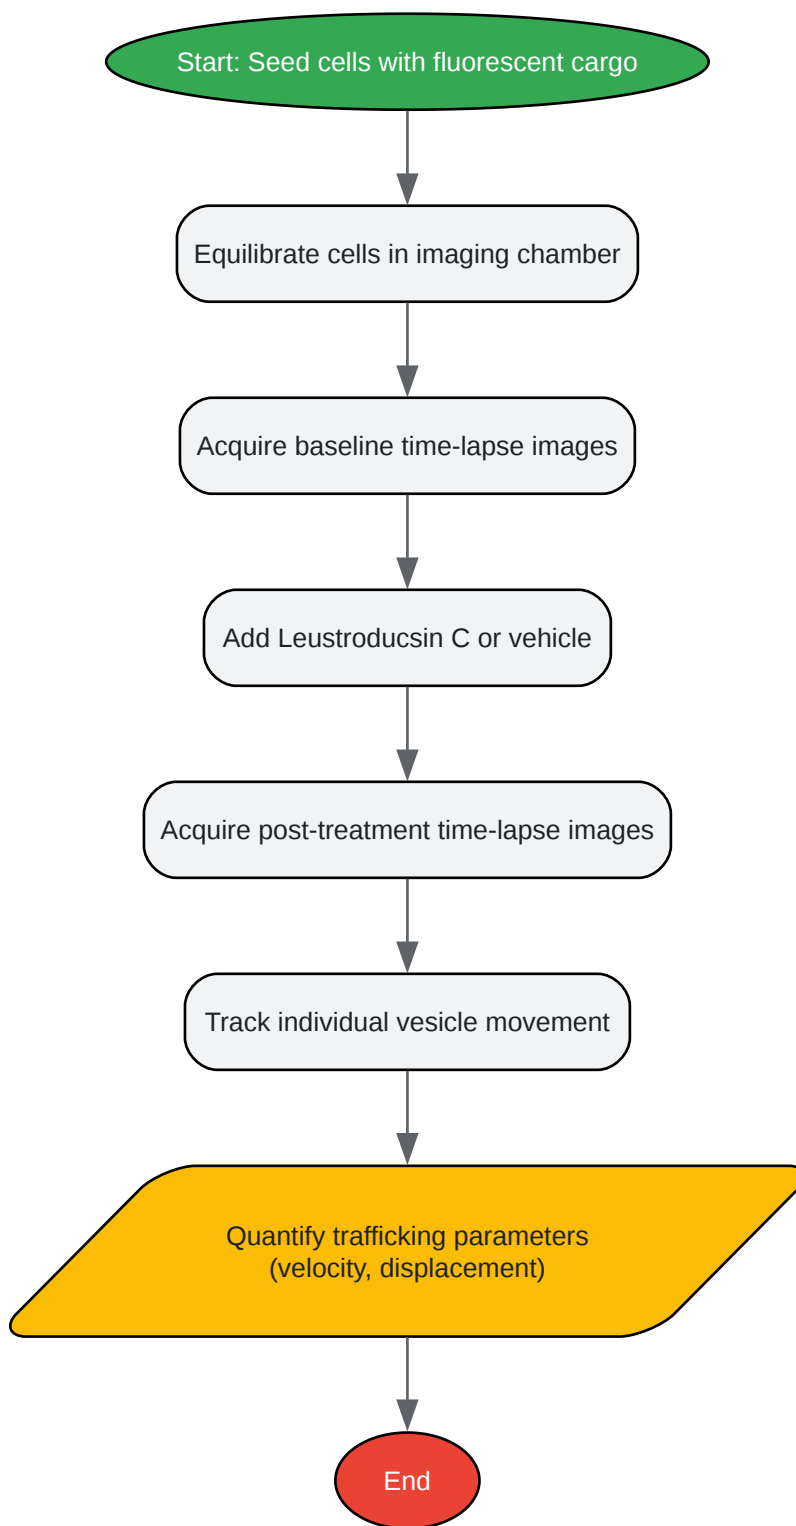 Start: Seed cells with fluorescent cargo
Equilibrate cells in imaging chamber
Acquire baseline time-lapse images
Add Leustroducsin C or vehicle
Acquire post-treatment time-lapse images
Track individual vesicle movement
Quantify trafficking parameters
(velocity, displacement)
End